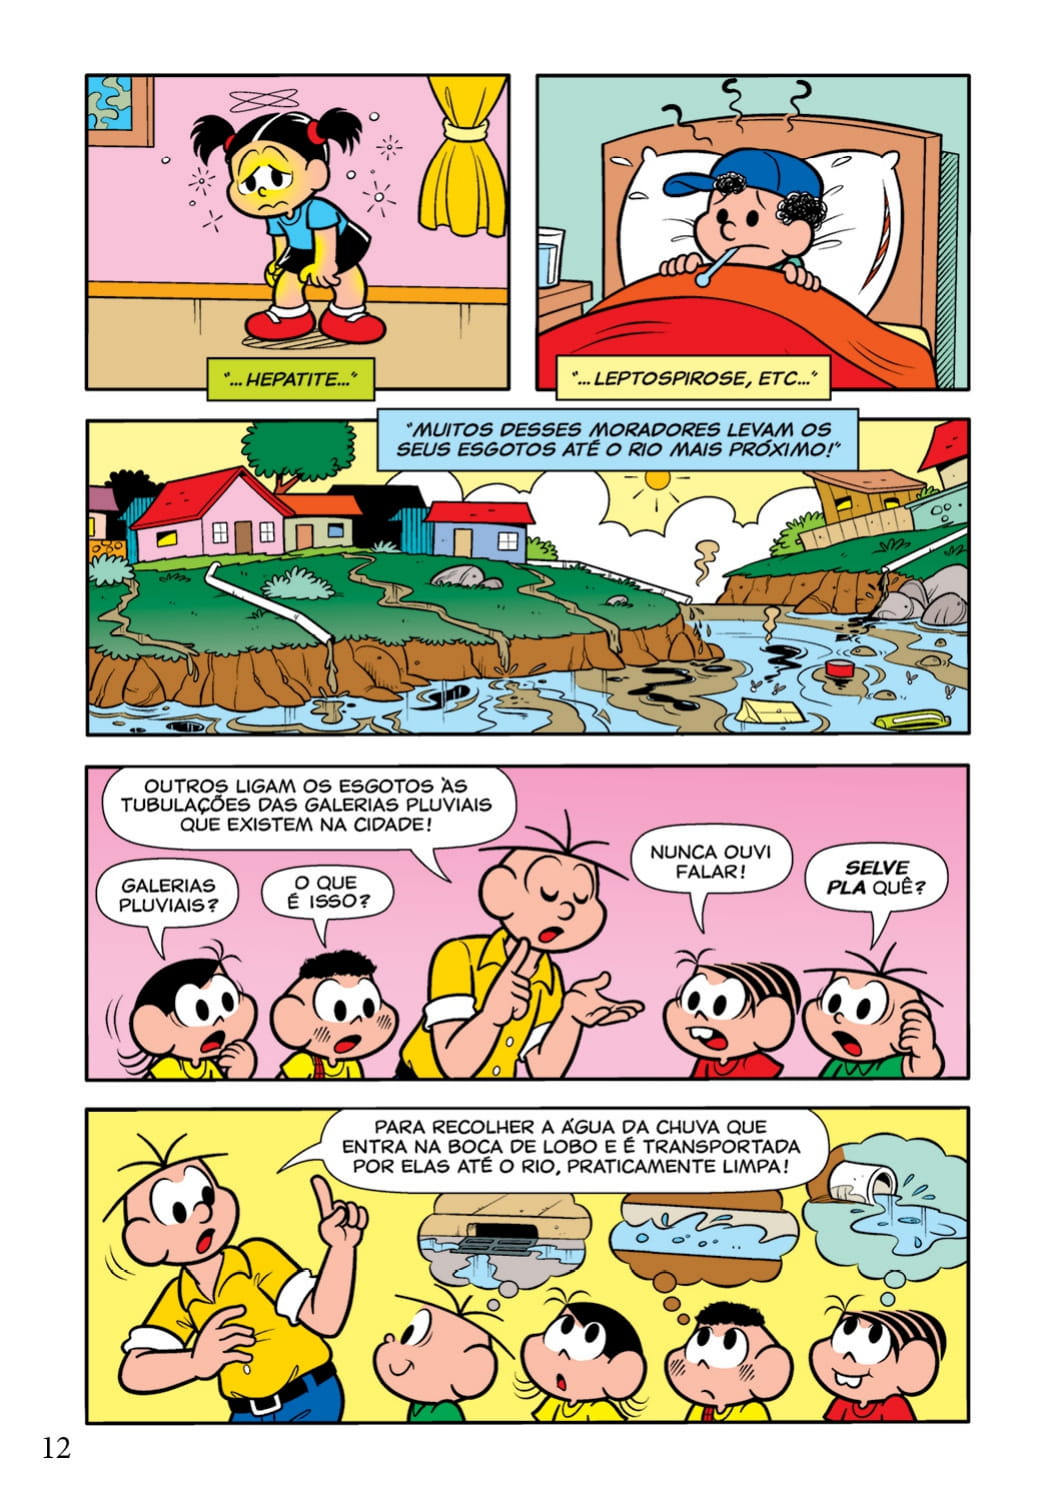 "...HEPATITE..."
"...LEPTOSPIROSE, ETC..."
"MUITOS DESSES MORADORES LEVAM OS
SEUS ESGOTOS ATÉ O RIO MAIS PRÓXIMO!"
OUTROS LIGAM OS ESGOTOS ÀS
TUBULAÇÕES DAS GALERIAS PLUVIAIS
QUE EXISTEM NA CIDADE!
GALERIAS
PLUVIAIS?
O QUE
É ISSO?
NUNCA OUVI
FALAR!
SELVE
PLA QUÊ?
PARA RECOLHER A ÁGUA DA CHUVA QUE
ENTRA NA BOCA DE LOBO E É TRANSPORTADA
POR ELAS ATÉ O RIO, PRATICAMENTE LIMPA!
12